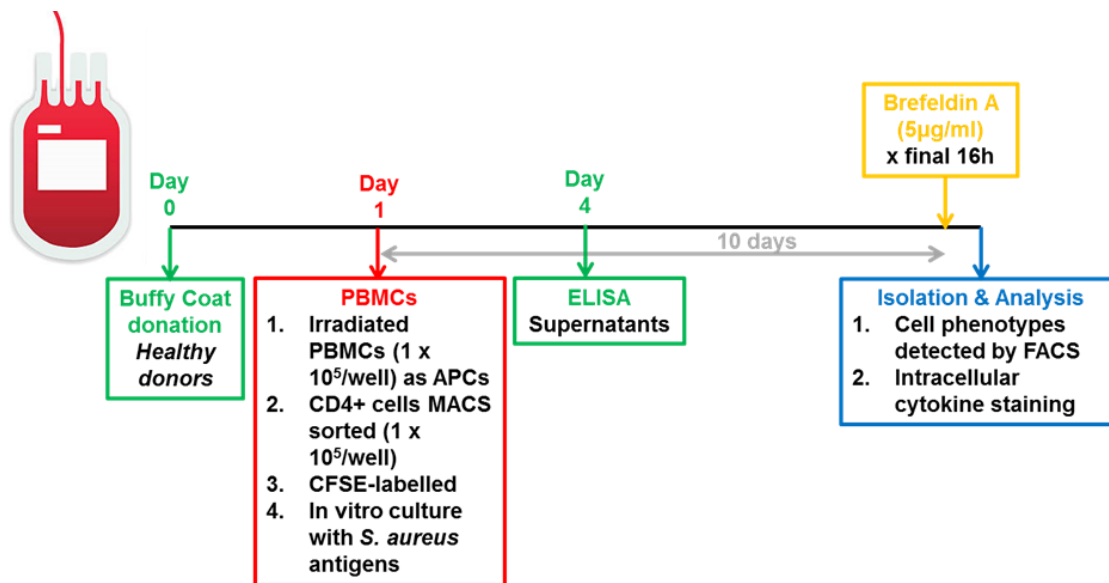 Brefeldin A
(5µg/ml)
x final 16h
Day
0
Day
1
Day
4
10 days
Buffy Coat
donation
Healthy
donors
PBMCs
1. Irradiated
PBMCs (1 x
10⁵/well) as APCs
2. CD4+ cells MACS
sorted (1 x
10⁵/well)
3. CFSE-labelled
4. In vitro culture
with S. aureus
antigens
ELISA
Supernatants
Isolation & Analysis
1. Cell phenotypes
detected by FACS
2. Intracellular
cytokine staining